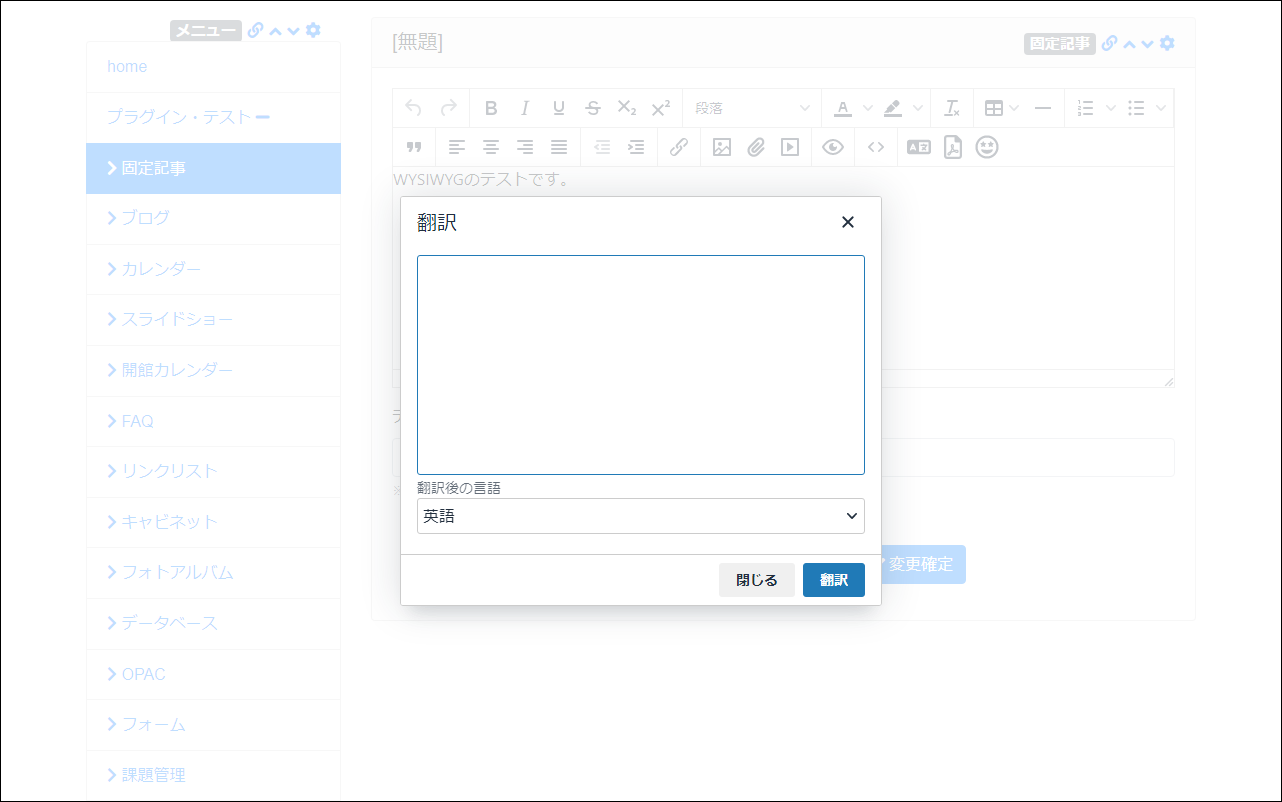 メニュー
home
プラグイン・テスト
固定記事
ブログ
カレンダー
スライドショー
開館カレンダー
FAQ
リンクリスト
キャビネット
フォトアルバム
データベース
OPAC
フォーム
課題管理
[無題]
固定記事
段落
WYSIWYGのテストです。
翻訳
翻訳後の言語
英語
閉じる
翻訳
変更確定